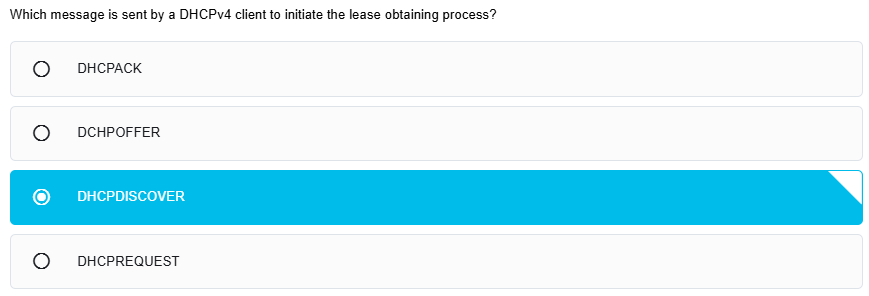 Which message is sent by a DHCPv4 client to initiate the lease obtaining process?
DHCPACK
DCHPOFFER
DHCPDISCOVER
DHCPREQUEST